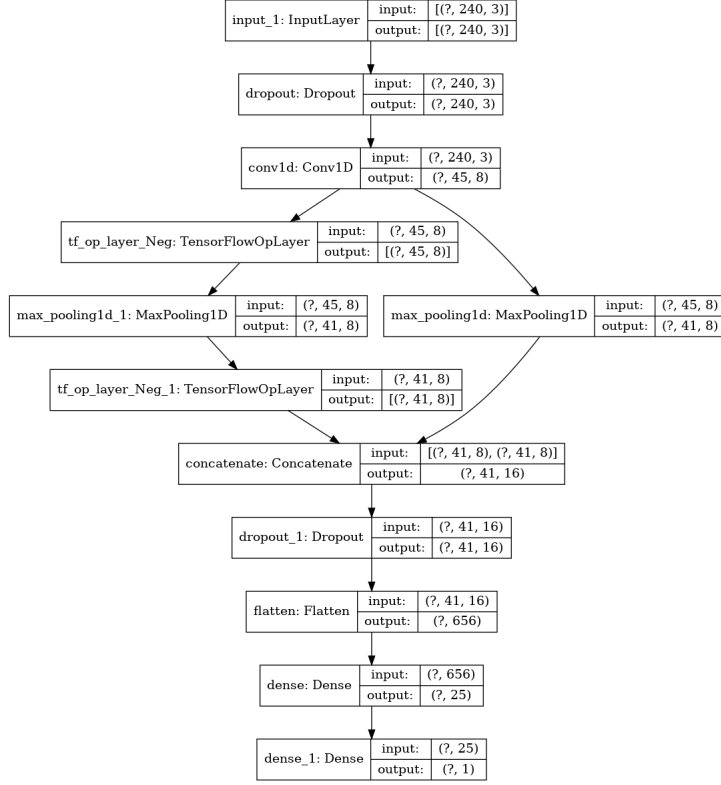 input_1: InputLayer
input: [(?, 240, 3)]
output: [(?, 240, 3)]
dropout: Dropout
input: (?, 240, 3)
output: (?, 240, 3)
conv1d: Conv1D
input: (?, 240, 3)
output: (?, 45, 8)
tf_op_layer_Neg: TensorFlowOpLayer
input: (?, 45, 8)
output: [(?, 45, 8)]
max_pooling1d_1: MaxPooling1D
input: (?, 45, 8)
output: (?, 41, 8)
max_pooling1d: MaxPooling1D
input: (?, 45, 8)
output: (?, 41, 8)
tf_op_layer_Neg_1: TensorFlowOpLayer
input: (?, 41, 8)
output: [(?, 41, 8)]
concatenate: Concatenate
input: [(?, 41, 8), (?, 41, 8)]
output: (?, 41, 16)
dropout_1: Dropout
input: (?, 41, 16)
output: (?, 41, 16)
flatten: Flatten
input: (?, 41, 16)
output: (?, 656)
dense: Dense
input: (?, 656)
output: (?, 25)
dense_1: Dense
input: (?, 25)
output: (?, 1)